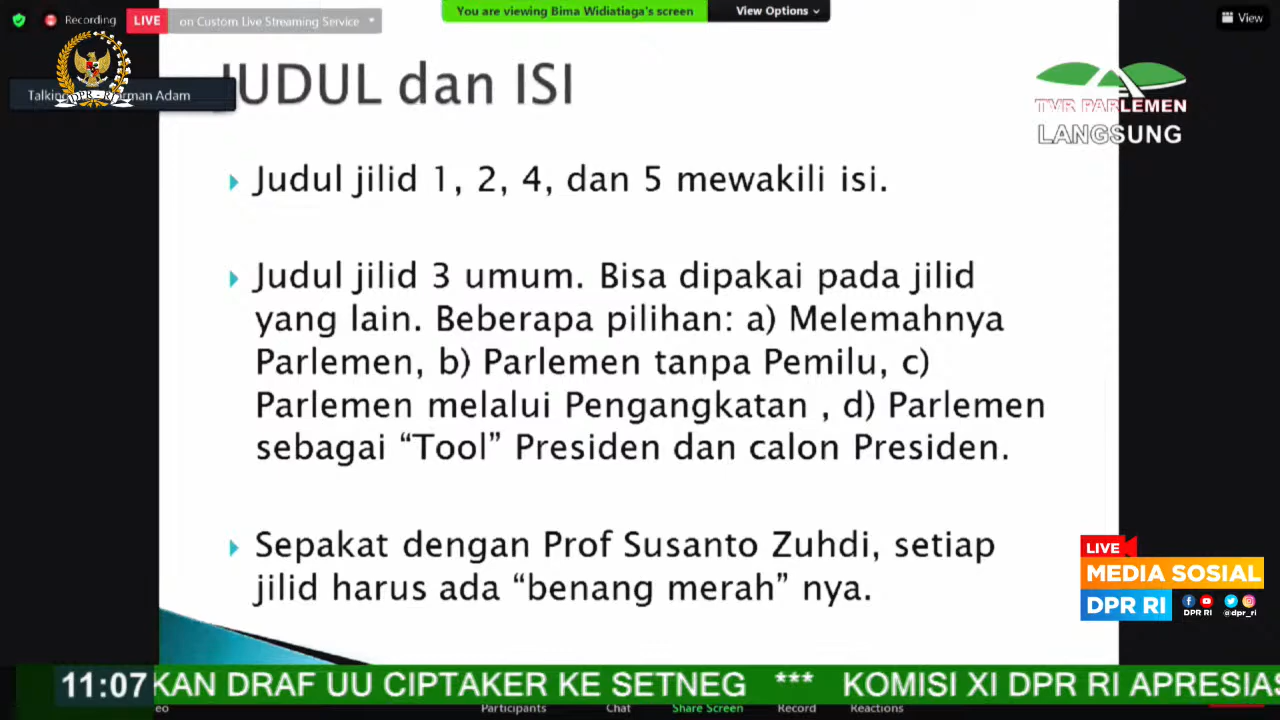 Recording
LIVE
on Custom Live Streaming Service
You are viewing Bima Widiatiaga's screen
View Options
View
DPR - RI
Adam
TVR PARLEMEN
LANGSUNG
JUDUL dan ISI
Judul jilid 1, 2, 4, dan 5 mewakili isi.
Judul jilid 3 umum. Bisa dipakai pada jilid
yang lain. Beberapa pilihan: a) Melemahnya
Parlemen, b) Parlemen tanpa Pemilu, c)
Parlemen melalui Pengangkatan , d) Parlemen
sebagai “Tool” Presiden dan calon Presiden.
Sepakat dengan Prof Susanto Zuhdi, setiap
jilid harus ada “benang merah” nya.
LIVE
MEDIA SOSIAL
DPR RI
DPR RI
@dpr_ri
11:07
KAN DRAF UU CIPTAKER KE SETNEG *** KOMISI XI DPR RI APRESIAS
Participants
Chat
Share Screen
Record
Reactions